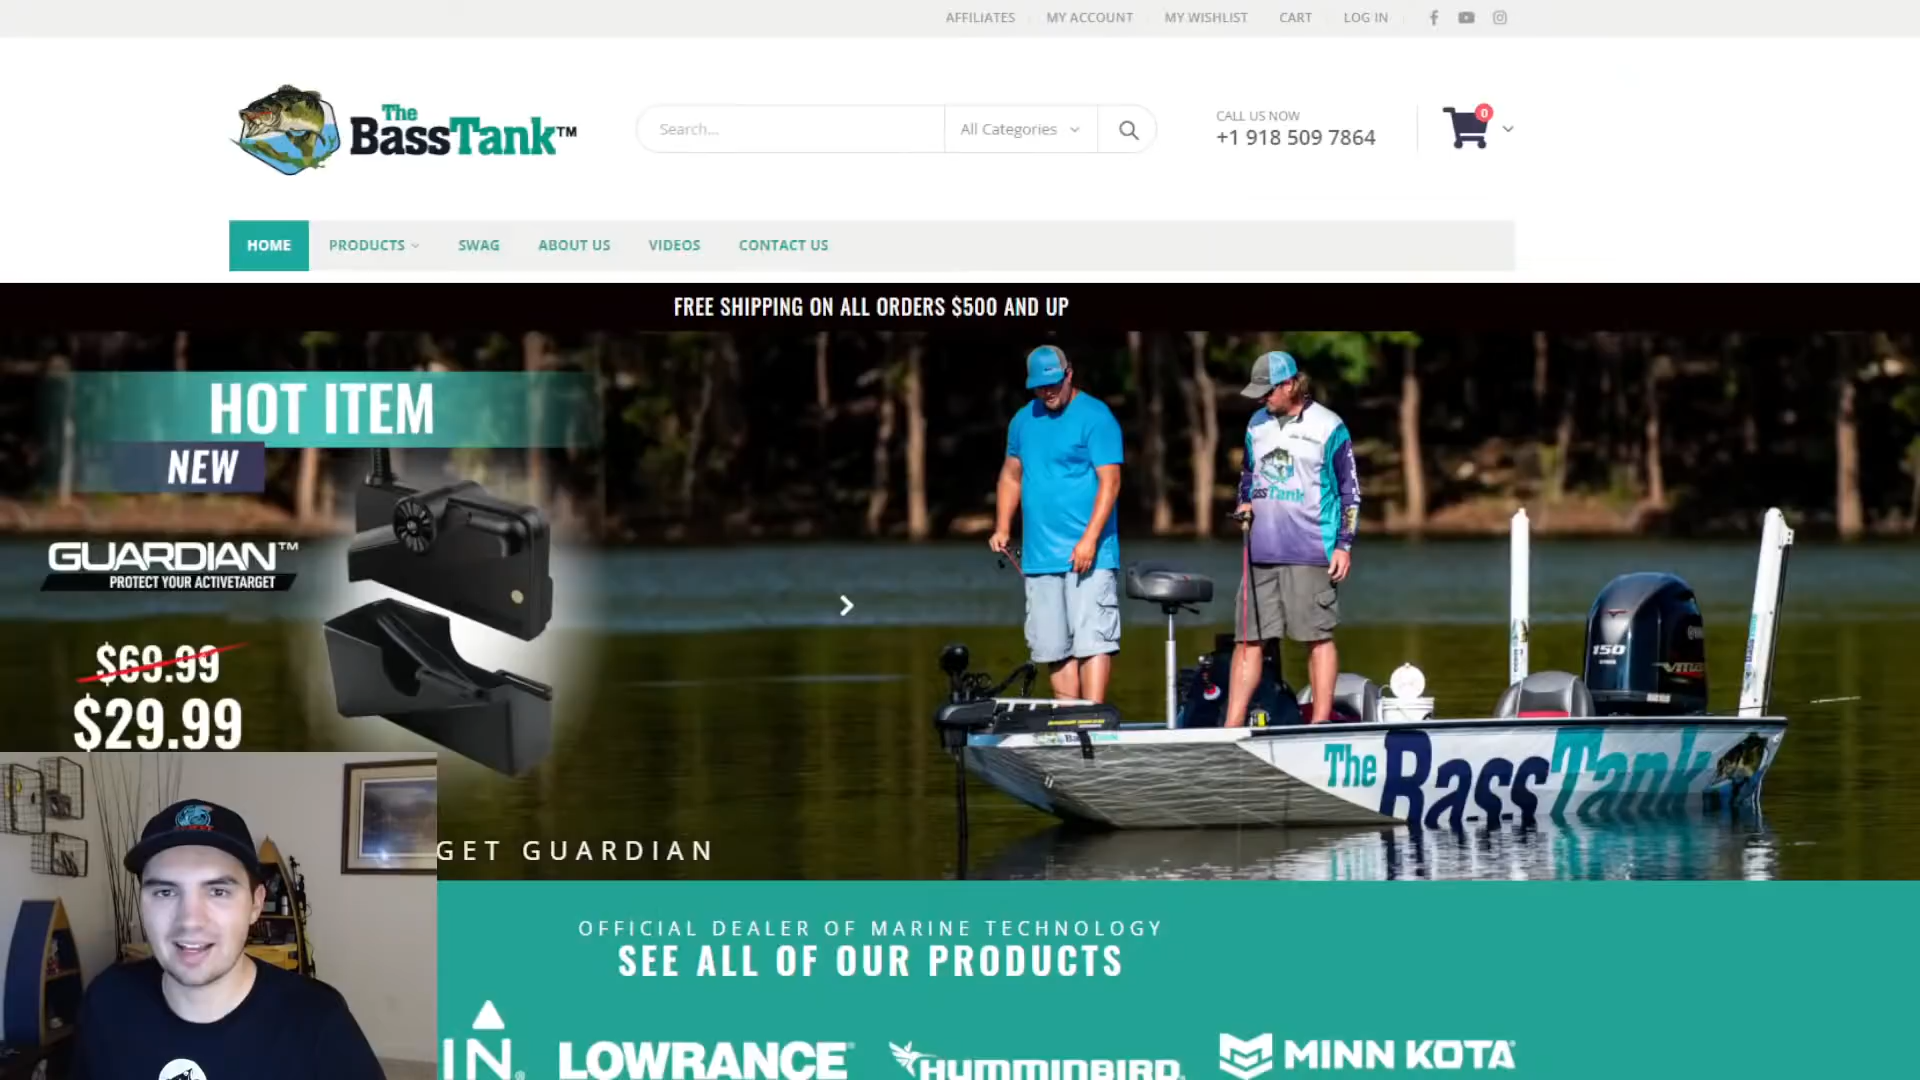 AFFILIATES MY ACCOUNT MY WISHLIST CART LOG IN
The
BassTank™
Search...
All Categories
CALL US NOW
+1 918 509 7864
0
HOME PRODUCTS SWAG ABOUT US VIDEOS CONTACT US
FREE SHIPPING ON ALL ORDERS $500 AND UP
HOT ITEM
NEW
GUARDIAN™
PROTECT YOUR ACTIVETARGET
$69.99
$29.99
150
The BassTank
GET GUARDIAN
OFFICIAL DEALER OF MARINE TECHNOLOGY
SEE ALL OF OUR PRODUCTS
IN® LOWRANCE HUMMINBIRD MINN KOTA